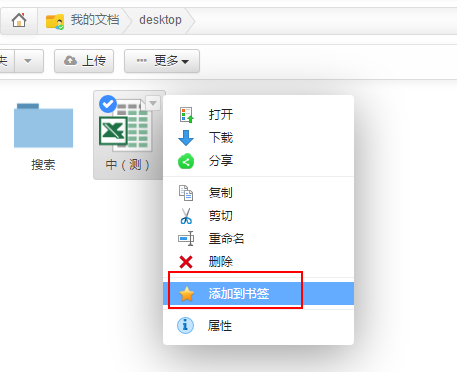 我的文档 desktop
夹 上传 更多
搜索
中（测）
打开
下载
分享
复制
剪切
重命名
删除
添加到书签
属性